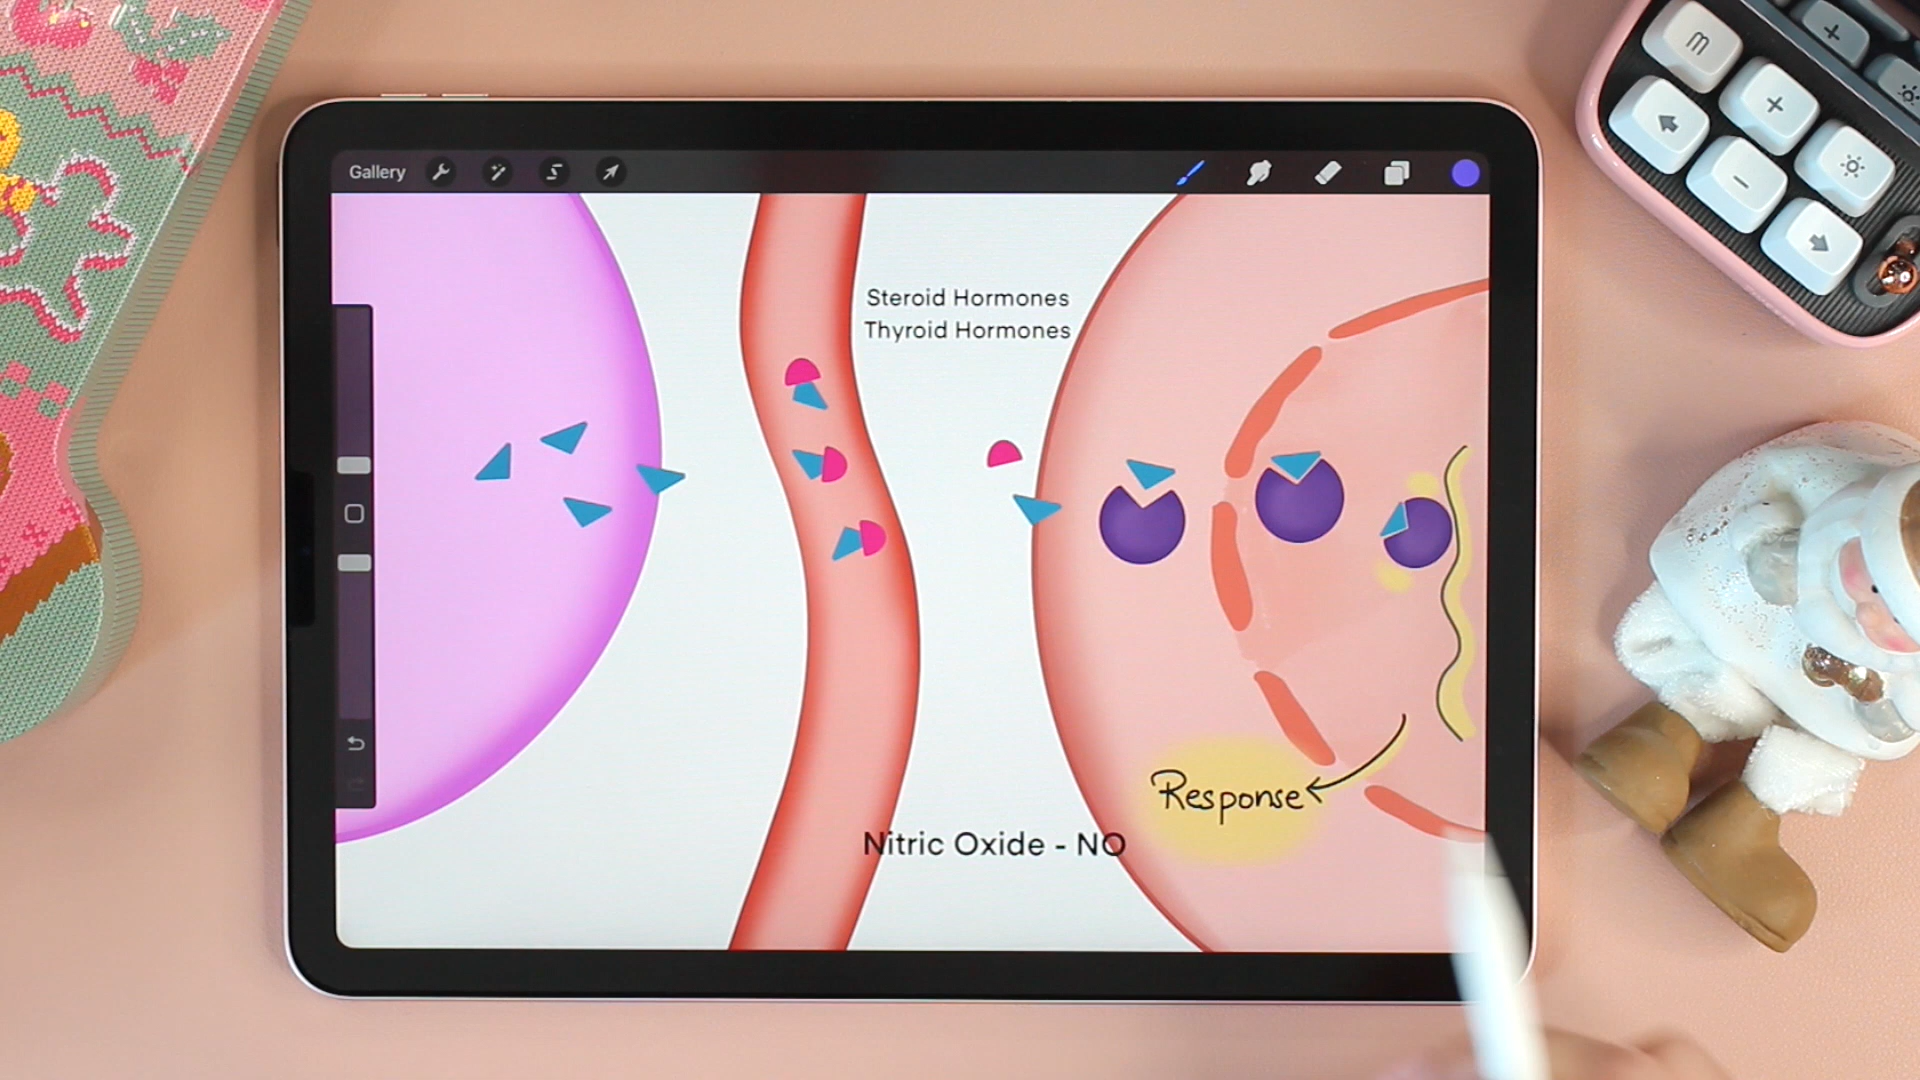 Gallery
Steroid Hormones
Thyroid Hormones
Response
Nitric Oxide - NO
m
+
+
-